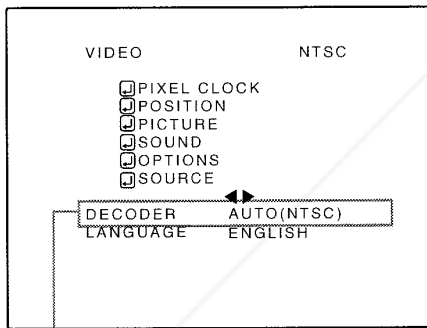 VIDEO NTSC
PIXEL CLOCK
POSITION
PICTURE
SOUND
OPTIONS
SOURCE
DECODER AUTO(NTSC)
LANGUAGE ENGLISH